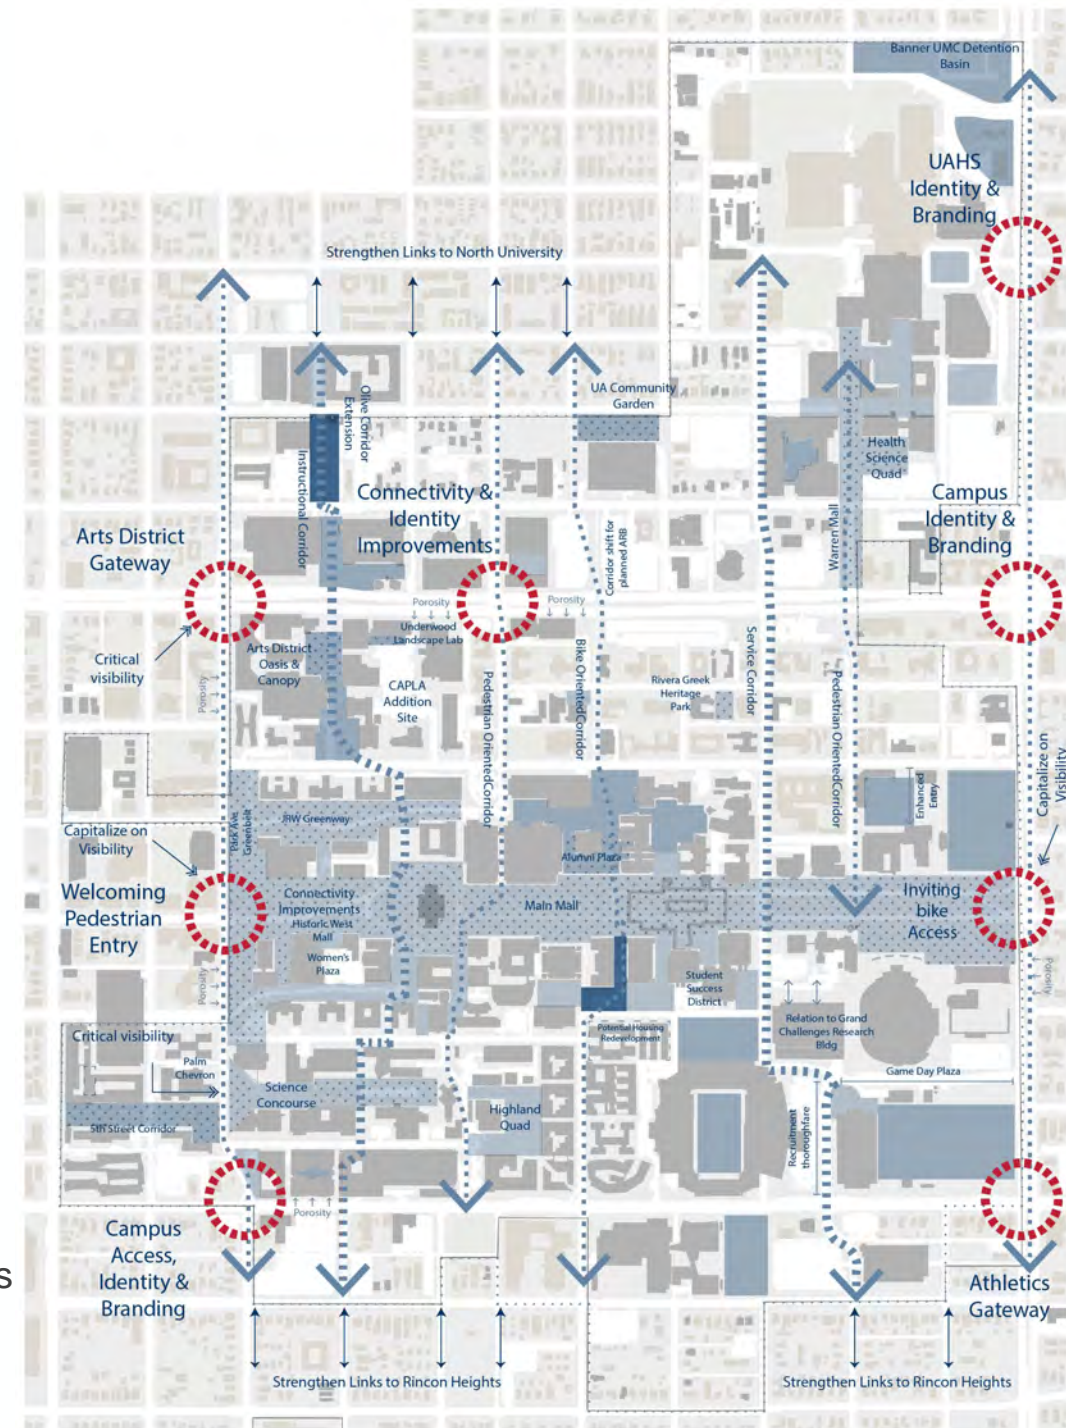 Banner UMC Detention
Basin
UAHS
Identity &
Branding
Strengthen Links to North University
UA Community
Garden
Olive Corridor
Extension
Instructional Corridor
Health
Science
Quad
Connectivity &
Identity
Improvements
Campus
Identity &
Branding
Arts District
Gateway
Corridor shift for
planned ARB
Warren Mall
Porosity
Porosity
Underwood
Landscape Lab
Critical
visibility
Arts District
Oasis &
Canopy
Porosity
CAPLA
Addition
Site
Pedestrian Oriented Corridor
Bike Oriented Corridor
Rivera Greek
Heritage
Park
Service Corridor
Pedestrian Oriented Corridor
Capitalize on
Visibility
Enhanced
Entry
Capitalize on
Visibility
Park Ave
Greenbelt
JRW Greenway
Alumni Plaza
Welcoming
Pedestrian
Entry
Connectivity
Improvements
Historic West
Mall
Main Mall
Inviting
bike
Access
Women's
Plaza
Porosity
Student
Success
District
Porosity
Critical visibility
Potential Housing
Redevelopment
Relation to Grand
Challenges Research
Bldg
Palm
Chevron
Game Day Plaza
Science
Concourse
Highland
Quad
5th Street Corridor
Recruitment
thoroughfare
Porosity
Campus
Access,
Identity &
Branding
s
Athletics
Gateway
Strengthen Links to Rincon Heights
Strengthen Links to Rincon Heights